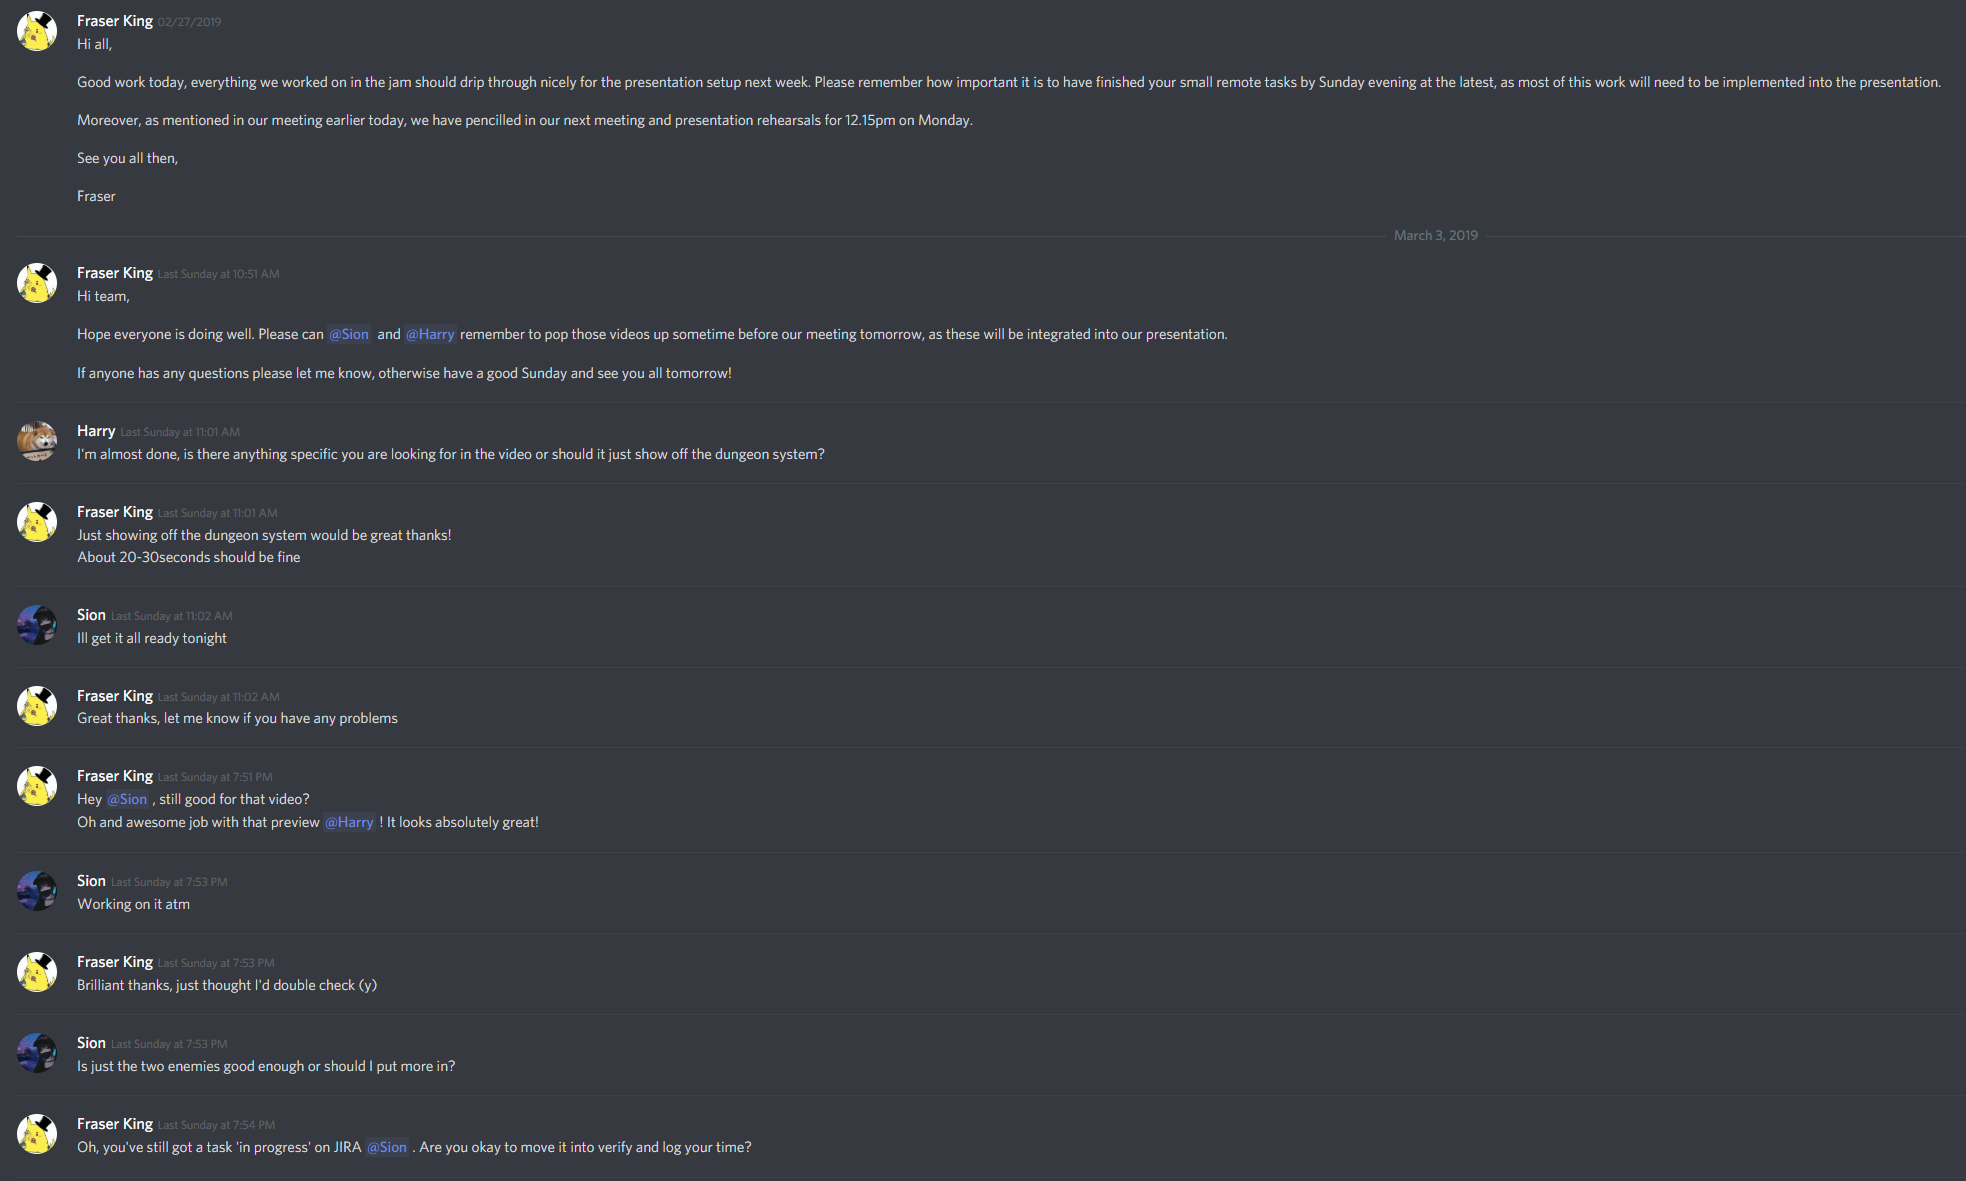 Fraser King 02/27/2019
Hi all,
Good work today, everything we worked on in the jam should drip through nicely for the presentation setup next week. Please remember how important it is to have finished your small remote tasks by Sunday evening at the latest, as most of this work will need to be implemented into the presentation.
Moreover, as mentioned in our meeting earlier today, we have pencilled in our next meeting and presentation rehearsals for 12.15pm on Monday.
See you all then,
Fraser
March 3, 2019
Fraser King Last Sunday at 10:51 AM
Hi team,
Hope everyone is doing well. Please can @Sion and @Harry remember to pop those videos up sometime before our meeting tomorrow, as these will be integrated into our presentation.
If anyone has any questions please let me know, otherwise have a good Sunday and see you all tomorrow!
Harry Last Sunday at 11:01 AM
I'm almost done, is there anything specific you are looking for in the video or should it just show off the dungeon system?
Fraser King Last Sunday at 11:01 AM
Just showing off the dungeon system would be great thanks!
About 20-30seconds should be fine
Sion Last Sunday at 11:02 AM
Ill get it all ready tonight
Fraser King Last Sunday at 11:02 AM
Great thanks, let me know if you have any problems
Fraser King Last Sunday at 7:51 PM
Hey @Sion , still good for that video?
Oh and awesome job with that preview @Harry ! It looks absolutely great!
Sion Last Sunday at 7:53 PM
Working on it atm
Fraser King Last Sunday at 7:53 PM
Brilliant thanks, just thought I'd double check (y)
Sion Last Sunday at 7:53 PM
Is just the two enemies good enough or should I put more in?
Fraser King Last Sunday at 7:54 PM
Oh, you've still got a task 'in progress' on JIRA @Sion . Are you okay to move it into verify and log your time?